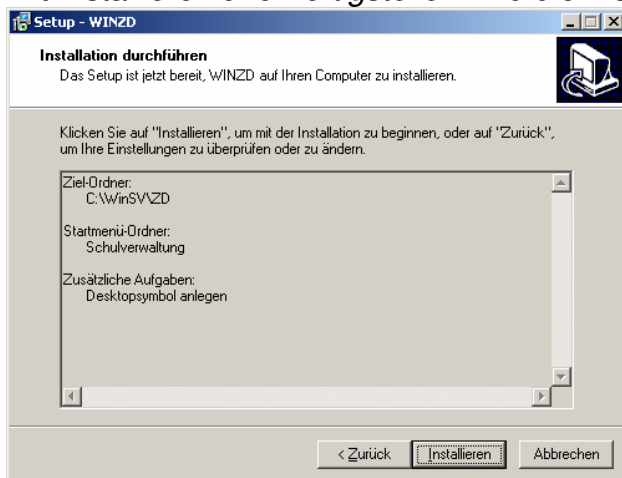 Setup - WINZD
Installation durchführen
Das Setup ist jetzt bereit, WINZD auf Ihren Computer zu installieren.
Klicken Sie auf "Installieren", um mit der Installation zu beginnen, oder auf "Zurück",
um Ihre Einstellungen zu überprüfen oder zu ändern.
Ziel-Ordner:
C:\WinSV\ZD
Startmenü-Ordner:
Schulverwaltung
Zusätzliche Aufgaben:
Desktopsymbol anlegen
< Zurück
Installieren
Abbrechen